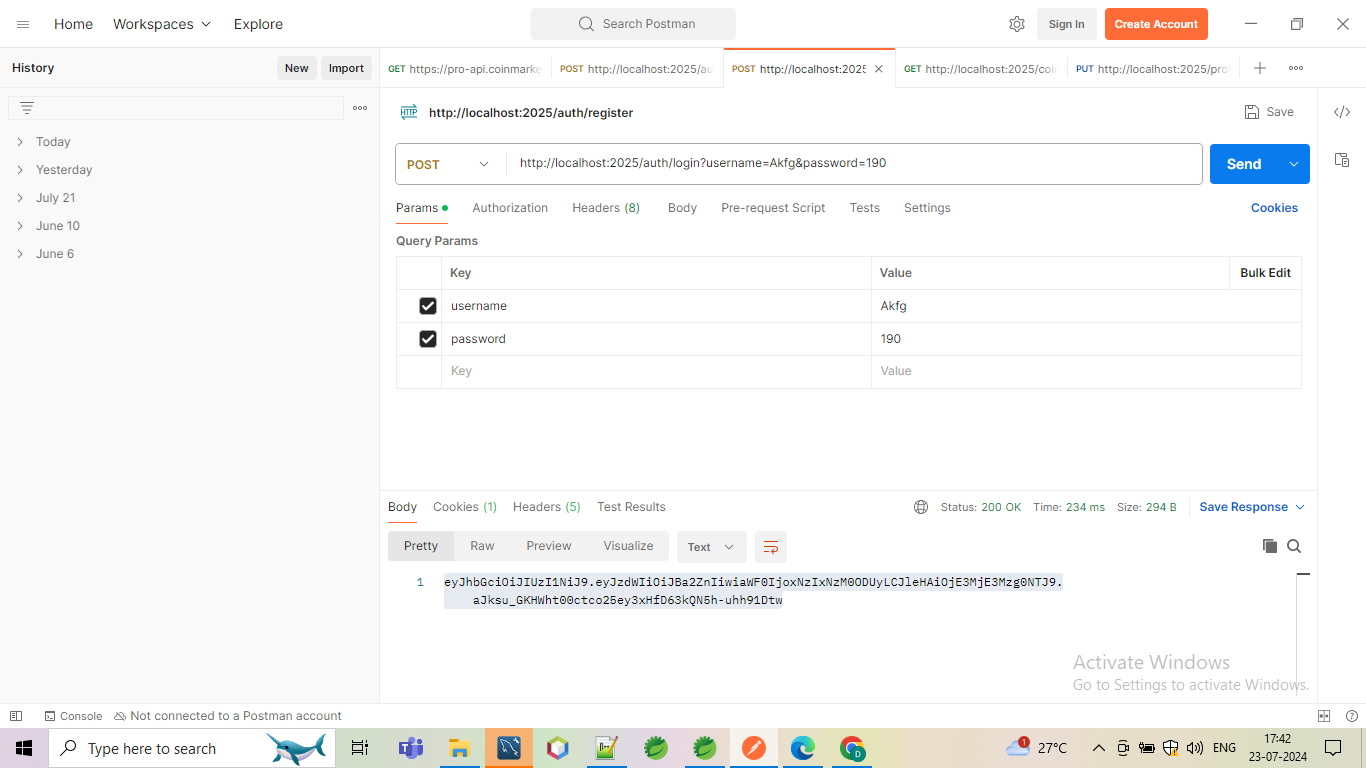 Home Workspaces Explore Search Postman Sign In Create Account
History New Import
GET https://pro-api.coinmarke POST http://localhost:2025/au POST http://localhost:2025 GET http://localhost:2025/coi PUT http://localhost:2025/pro
HTTP http://localhost:2025/auth/register Save
Today
Yesterday
July 21
June 10
June 6
POST http://localhost:2025/auth/login?username=Akfg&password=190 Send
Params Authorization Headers (8) Body Pre-request Script Tests Settings Cookies
Query Params
Key Value Bulk Edit
username Akfg
password 190
Key Value
Body Cookies (1) Headers (5) Test Results Status: 200 OK Time: 234 ms Size: 294 B Save Response
Pretty Raw Preview Visualize Text
1 eyJhbGciOiJIUzI1NiJ9.eyJzdWIiOiJBa2ZnIiwiaWF0IjoxNzIxNzM0ODUyLCJleHAiOjE3MjE3Mzg0NTJ9.
aJksu_GKHWht00ctco25ey3xHfD63kQN5h-uhh91Dtw
Activate Windows
Go to Settings to activate Windows.
Console Not connected to a Postman account
Type here to search 1 27°C ENG 17:42
23-07-2024